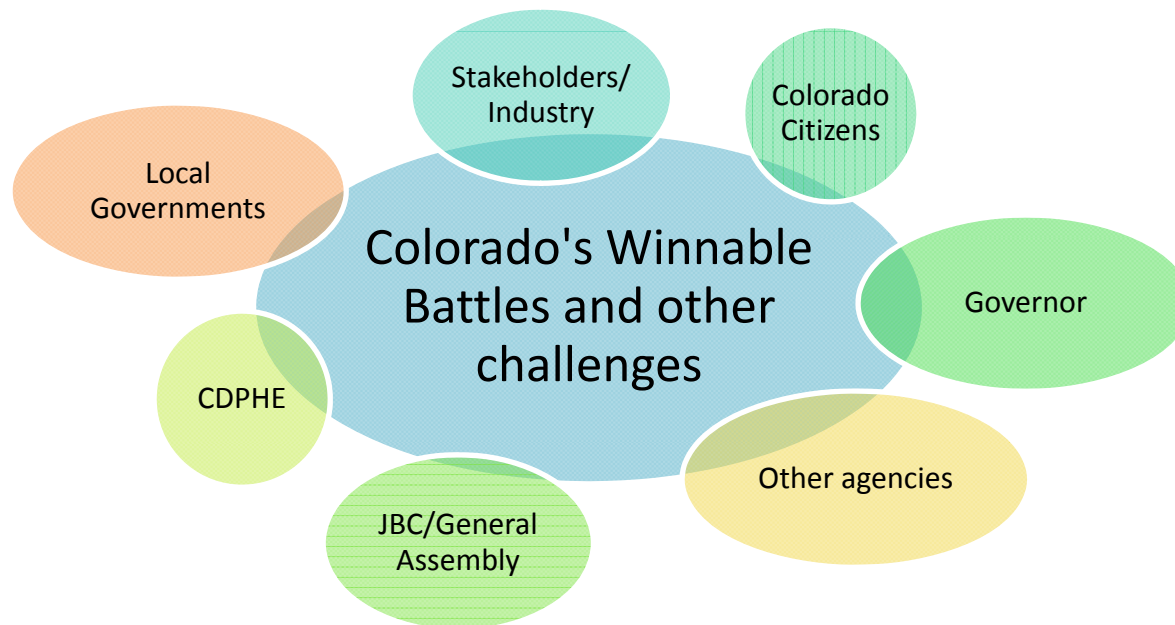 Stakeholders/
Industry
Colorado
Citizens
Local
Governments
Colorado's Winnable
Battles and other
challenges
Governor
CDPHE
Other agencies
JBC/General
Assembly